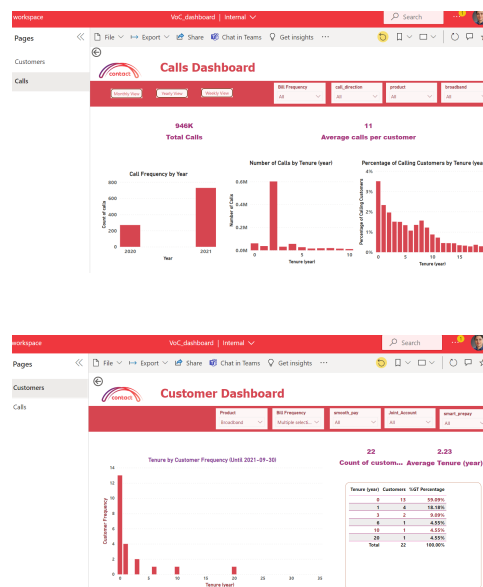 workspace
VoC_dashboard | Internal
Search
Pages
File
Export
Share
Chat in Teams
Get insights
Customers
Calls
contact
Calls Dashboard
Monthly View
Yearly View
Weekly View
Bill Frequency
All
call_direction
All
product
All
broadband
All
948K
Total Calls
11
Average calls per customer
Call Frequency by Year
Count of calls
800
600
400
200
0
2020
2021
Year
Number of Calls by Tenure (year)
Number of Calls
0.6M
0.4M
0.2M
0.0M
0
5
10
Tenure (year)
Percentage of Calling Customers by Tenure (yea
Percentage of Calling Customers
4%
3%
2%
1%
0%
0
5
10
15
Tenure (year)
workspace
VoC_dashboard | Internal
Search
Pages
File
Export
Share
Chat in Teams
Get insights
Customers
Calls
contact
Customer Dashboard
Product
Broadband
Bill Frequency
Multiple selecti...
smooth_pay
All
Joint_Account
All
smart_prepay
All
Tenure by Customer Frequency (Until 2021-09-30)
Customer Frequency
14
12
10
8
6
4
2
0
0
5
10
15
20
25
30
35
Tenure (year)
22
Count of custom...
2.23
Average Tenure (year)
Tenure (year) Customers %GT Percentage
0 13 59.09%
1 4 18.18%
3 2 9.09%
6 1 4.55%
10 1 4.55%
20 1 4.55%
Total 22 100.00%